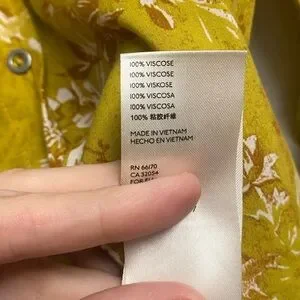 100% VISCOSE
100% VISCOSE
100% VISKOSE
100% VISCOSA
100% VISCOSA
100% 粘胶纤维
MADE IN VIETNAM
HECHO EN VIETNAM
RN 66170
CA 32054
FOR